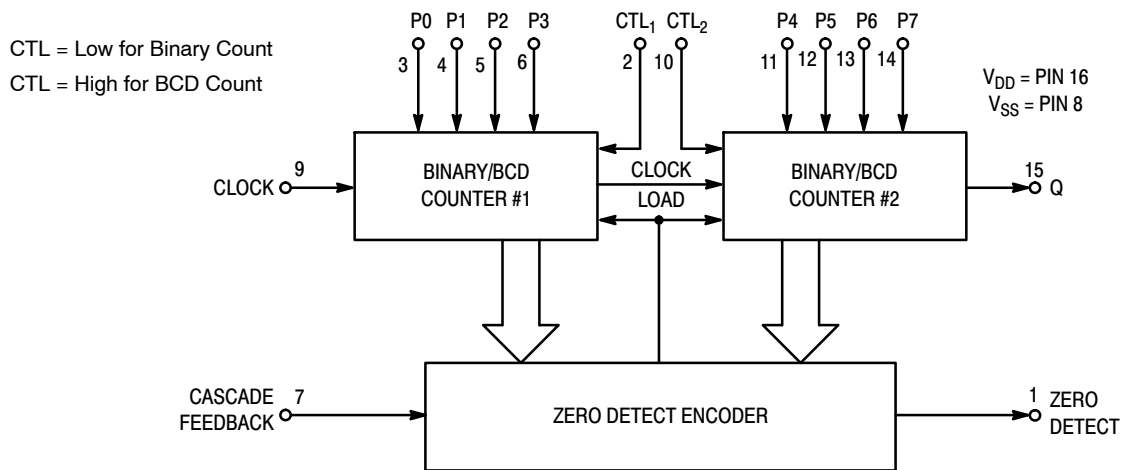 CTL = Low for Binary Count
CTL = High for BCD Count
P0 P1 P2 P3 CTL1 CTL2 P4 P5 P6 P7
3 4 5 6 2 10 11 12 13 14
VDD = PIN 16
VSS = PIN 8
CLOCK 9
BINARY/BCD
COUNTER #1
CLOCK
LOAD
BINARY/BCD
COUNTER #2
15
Q
CASCADE
FEEDBACK
7
ZERO DETECT ENCODER
1
ZERO
DETECT